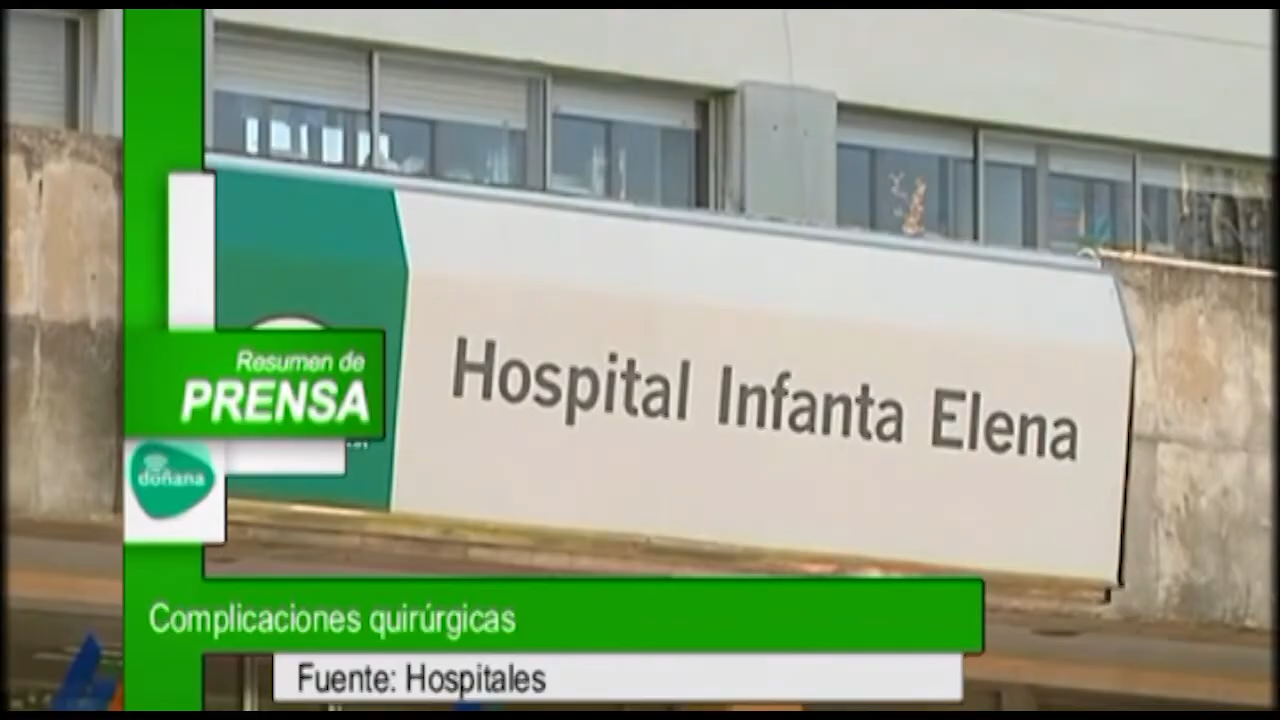 Hospital Infanta Elena
Resumen de
PRENSA
doñana
Complicaciones quirúrgicas
Fuente: Hospitales